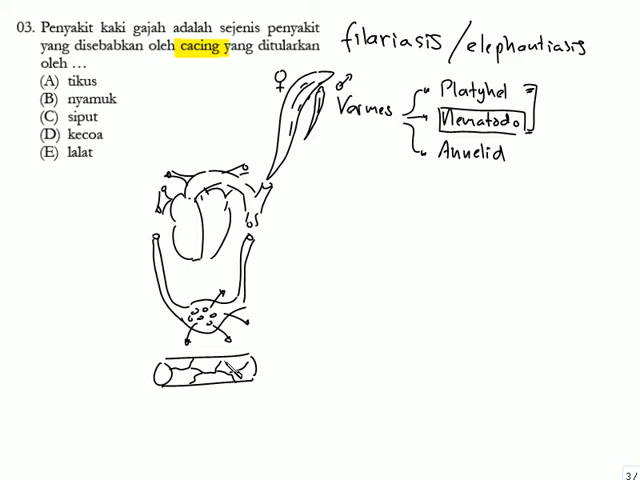 03. Penyakit kaki gajah adalah sejenis penyakit
yang disebabkan oleh cacing yang ditularkan
oleh ...
(A) tikus
(B) nyamuk
(C) siput
(D) kecoa
(E) lalat
filariasis / elephantiasis
♀
♂
Vermes
Platyhel
Nematodo
Annelid
3/